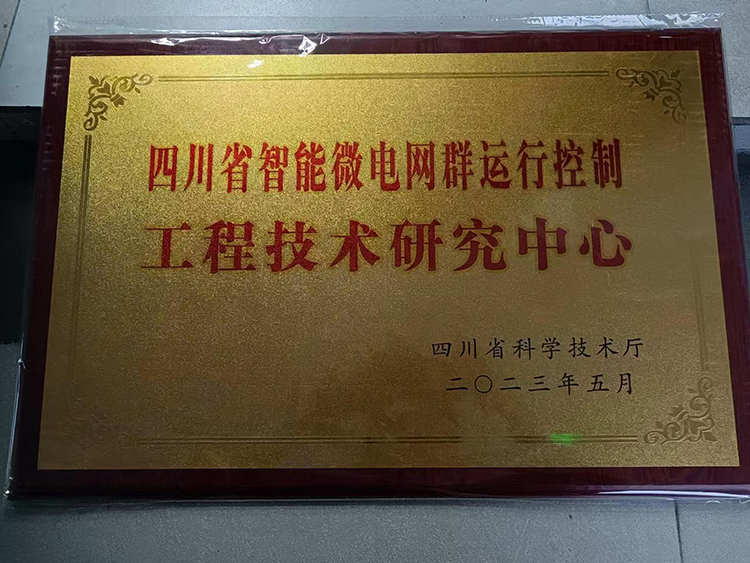 四川省智能微电网群运行控制
工程技术研究中心
四川省科学技术厅
二〇二三年五月